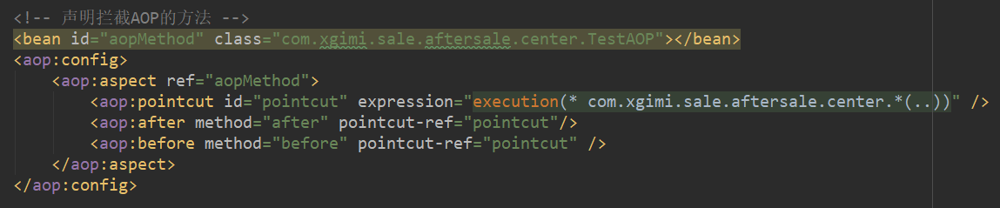 <!-- 声明拦截AOP的方法 -->
<bean id="aopMethod" class="com.xgimi.sale.aftersale.center.TestAOP"></bean>
<aop:config>
    <aop:aspect ref="aopMethod">
        <aop:pointcut id="pointcut" expression="execution(* com.xgimi.sale.aftersale.center.*(..))" />
        <aop:after method="after" pointcut-ref="pointcut"/>
        <aop:before method="before" pointcut-ref="pointcut" />
    </aop:aspect>
</aop:config>